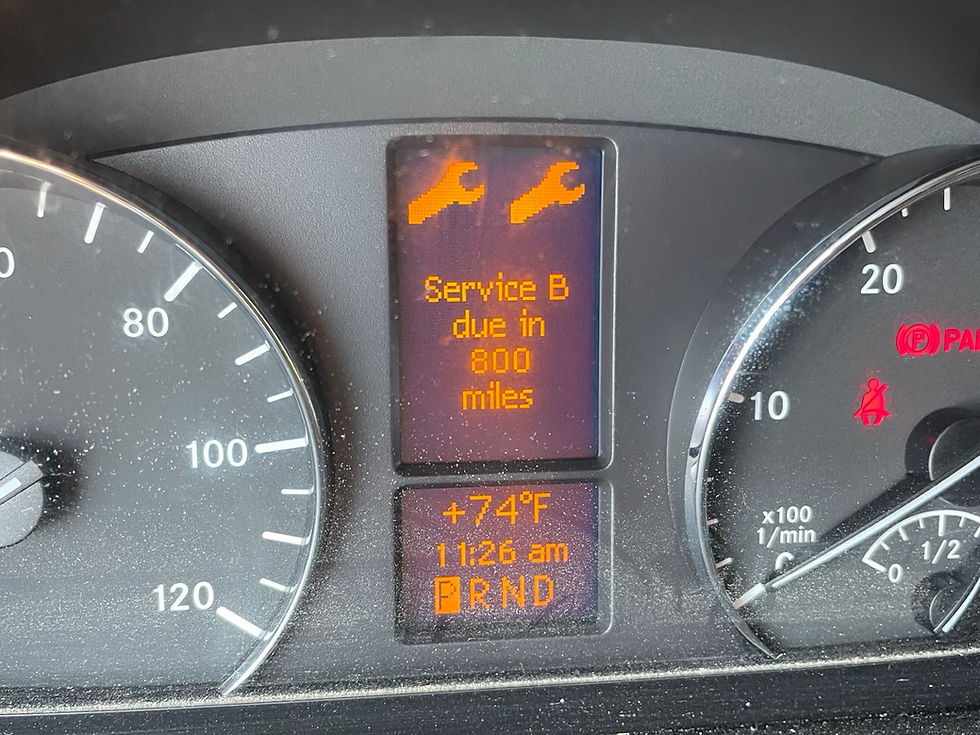 80
100
120
Service B
due in
800
miles
+74°F
11:26 am
P R N D
20
10
x100
1/min
0
1/2